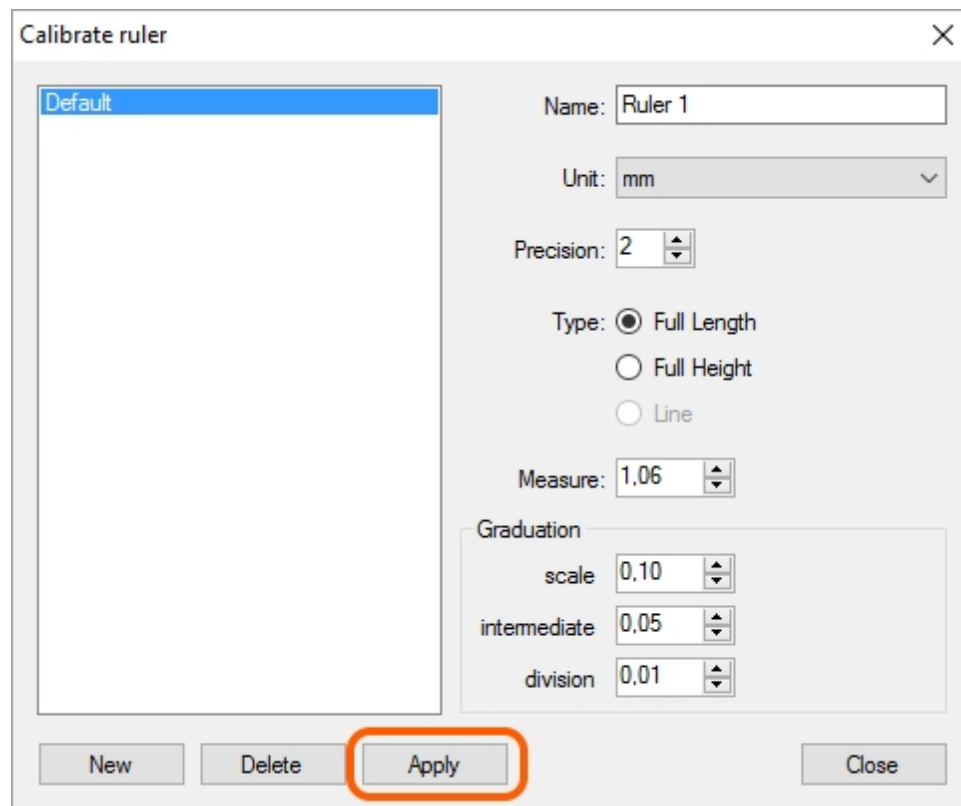 Calibrate ruler
Default
Name: Ruler 1
Unit: mm
Precision: 2
Type: Full Length
Full Height
Line
Measure: 1,06
Graduation
scale 0,10
intermediate 0,05
division 0,01
New Delete Apply Close